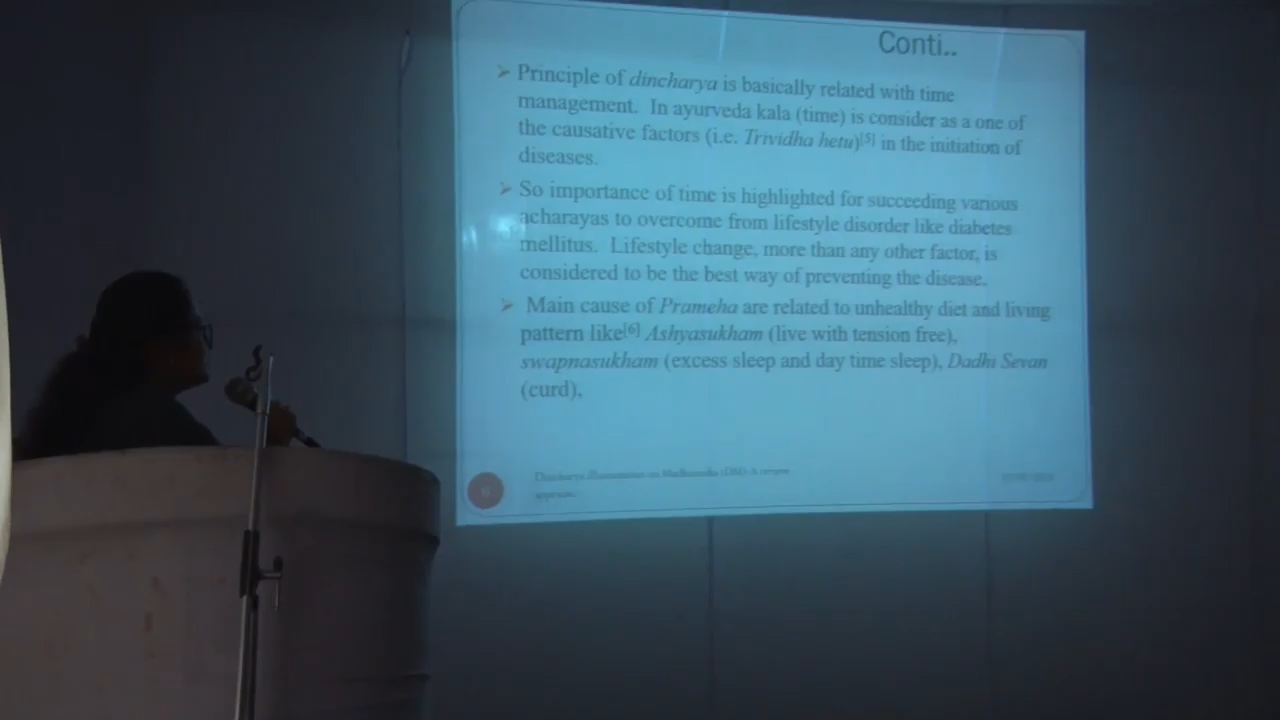 Conti..
➢ Principle of dincharya is basically related with time
management. In ayurveda kala (time) is consider as a one of
the causative factors (i.e. Trividha hetu)[5] in the initiation of
diseases.
➢ So importance of time is highlighted for succeeding various
acharayas to overcome from lifestyle disorder like diabetes
mellitus. Lifestyle change, more than any other factor, is
considered to be the best way of preventing the disease.
➢ Main cause of Prameha are related to unhealthy diet and living
pattern like[6] Ashyasukham (live with tension free),
swapnasukham (excess sleep and day time sleep), Dadhi Sevan
(curd),